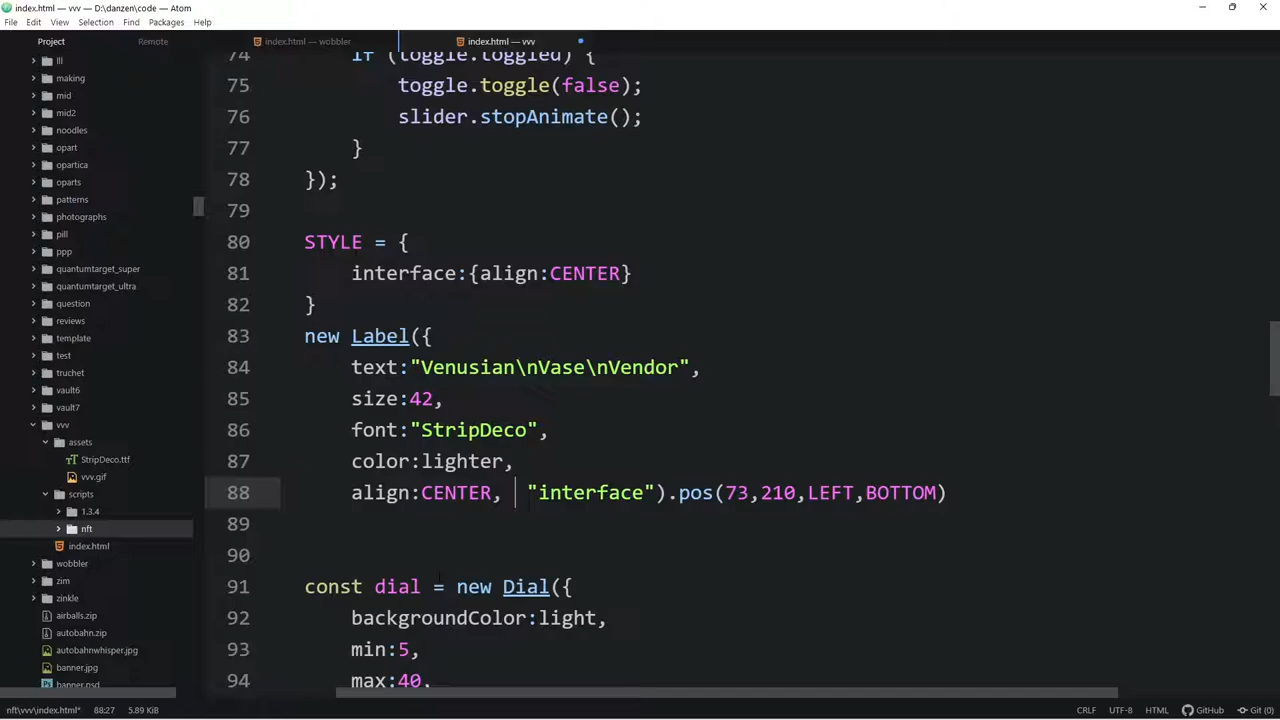 index.html — vvv — D:\danzen\code — Atom
File Edit View Selection Find Packages Help
Project Remote
index.html — wobbler
index.html — vvv
lll
making
mid
mid2
noodles
opart
opartica
oparts
patterns
photographs
pill
ppp
quantumtarget_super
quantumtarget_ultra
question
reviews
template
test
truchet
vault6
vault7
vvv
assets
StripDeco.ttf
vvv.gif
scripts
1.3.4
nft
index.html
wobbler
zim
zinkle
airballs.zip
autobahn.zip
autobahnwhisper.jpg
banner.jpg
banner.psd
74 if (toggle.toggled) {
75 toggle.toggle(false);
76 slider.stopAnimate();
77 }
78 });
79
80 STYLE = {
81 interface:{align:CENTER}
82 }
83 new Label({
84 text:"Venusian\nVase\nVendor",
85 size:42,
86 font:"StripDeco",
87 color:lighter,
88 align:CENTER, "interface").pos(73,210,LEFT,BOTTOM)
89
90
91 const dial = new Dial({
92 backgroundColor:light,
93 min:5,
94 max:40,
nft\vvv\index.html* 88:27 5.89 KiB
CRLF UTF-8 HTML GitHub Git (0)